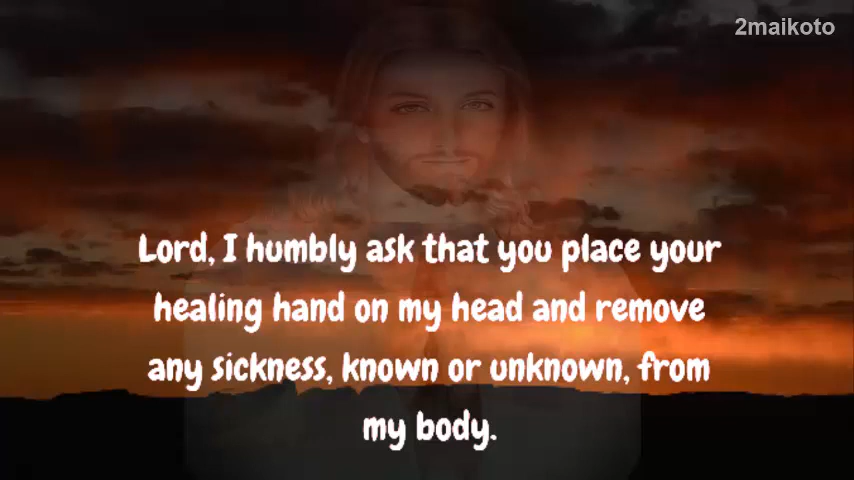 2maikoto
Lord, I humbly ask that you place your
healing hand on my head and remove
any sickness, known or unknown, from
my body.